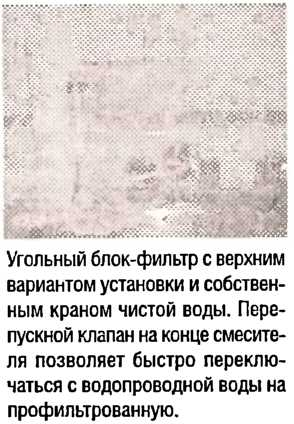 Угольный блок-фильтр с верхним
вариантом установки и собствен-
ным краном чистой воды. Пере-
пускной клапан на конце смесите-
ля позволяет быстро переклю-
чаться с водопроводной воды на
профильтрованную.